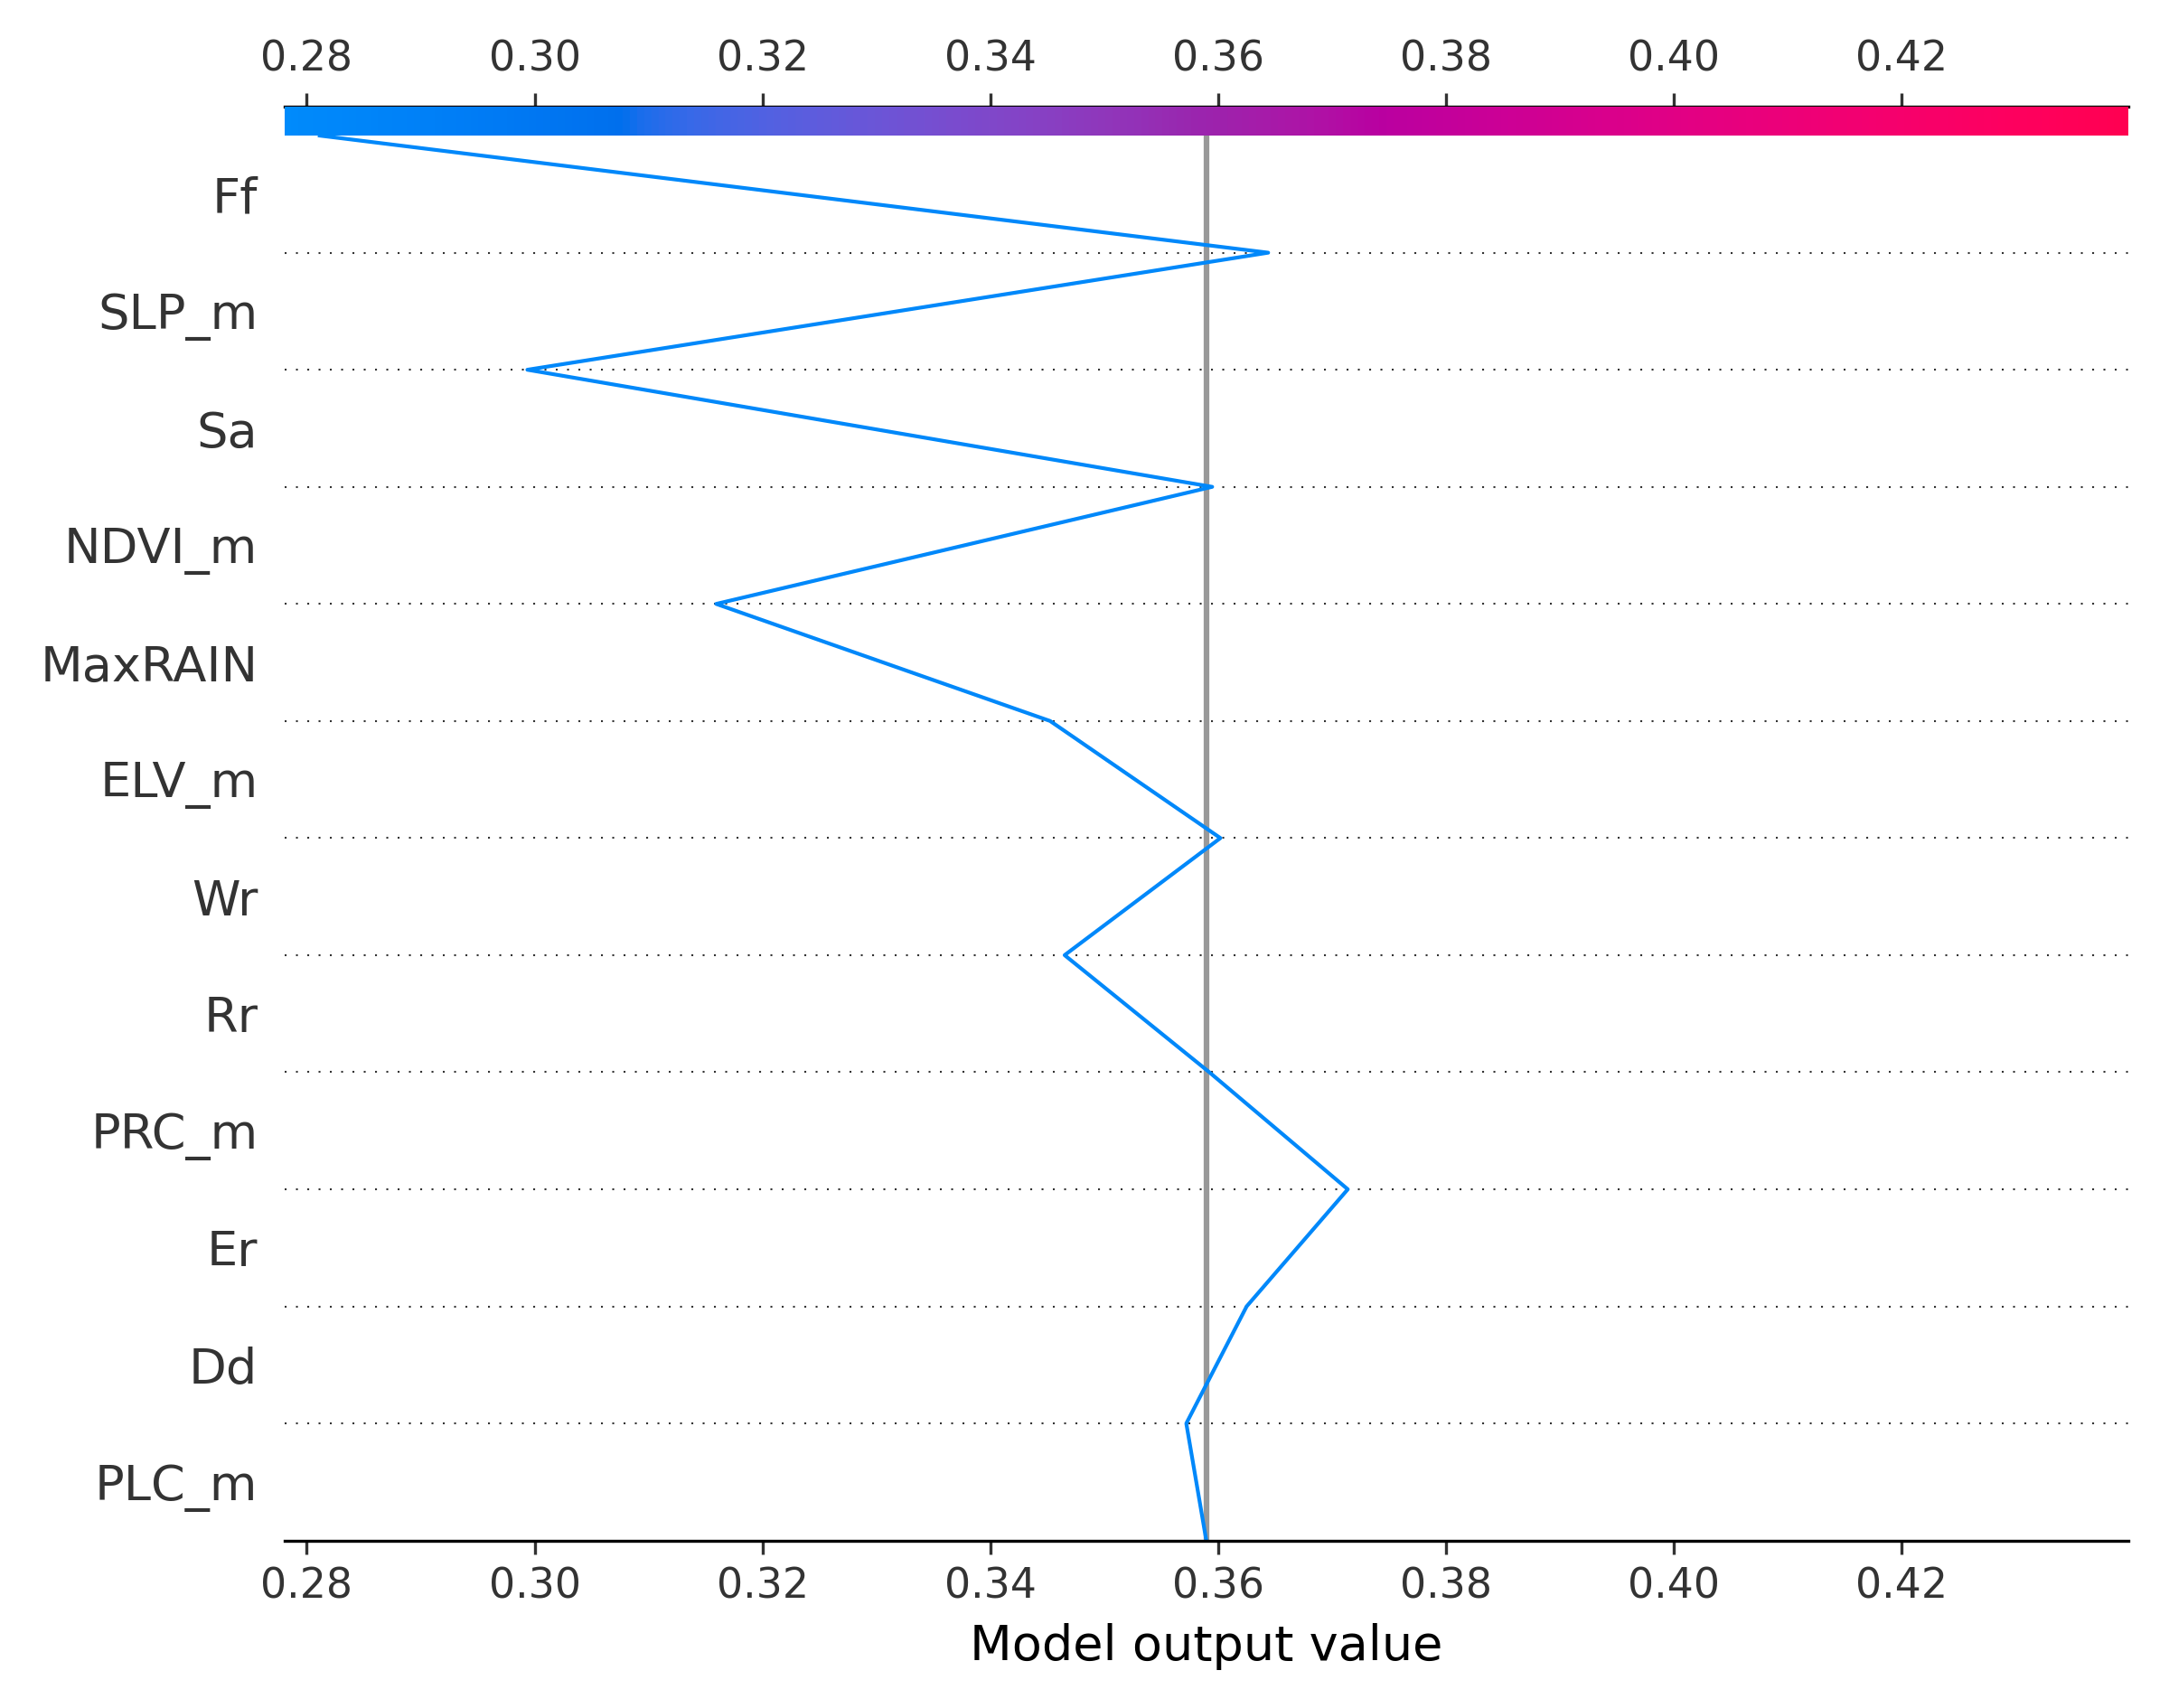 0.28 0.30 0.32 0.34 0.36 0.38 0.40 0.42
Ff
SLP_m
Sa
NDVI_m
MaxRAIN
ELV_m
Wr
Rr
PRC_m
Er
Dd
PLC_m
0.28 0.30 0.32 0.34 0.36 0.38 0.40 0.42
Model output value